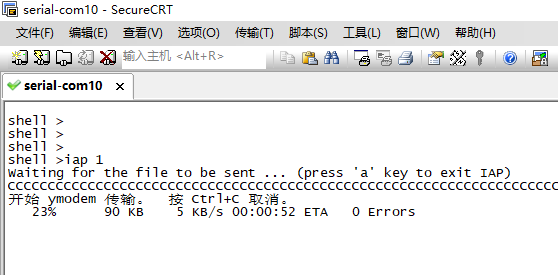 serial-com10 - SecureCRT
文件(F) 编辑(E) 查看(V) 选项(O) 传输(T) 脚本(S) 工具(L) 窗口(W) 帮助(H)
输入主机 <Alt+R>
serial-com10
shell >
shell >
shell >
shell >iap 1
Waiting for the file to be sent ... (press 'a' key to exit IAP)
CCCCCCCCCCCCCCCCCCCCCCCCCCCCCCCCCCCCCCCCCCCCCCCCCCCCCCCCCCCCCCCCCCCCC
开始 ymodem 传输。 按 Ctrl+C 取消。
23% 90 KB 5 KB/s 00:00:52 ETA 0 Errors